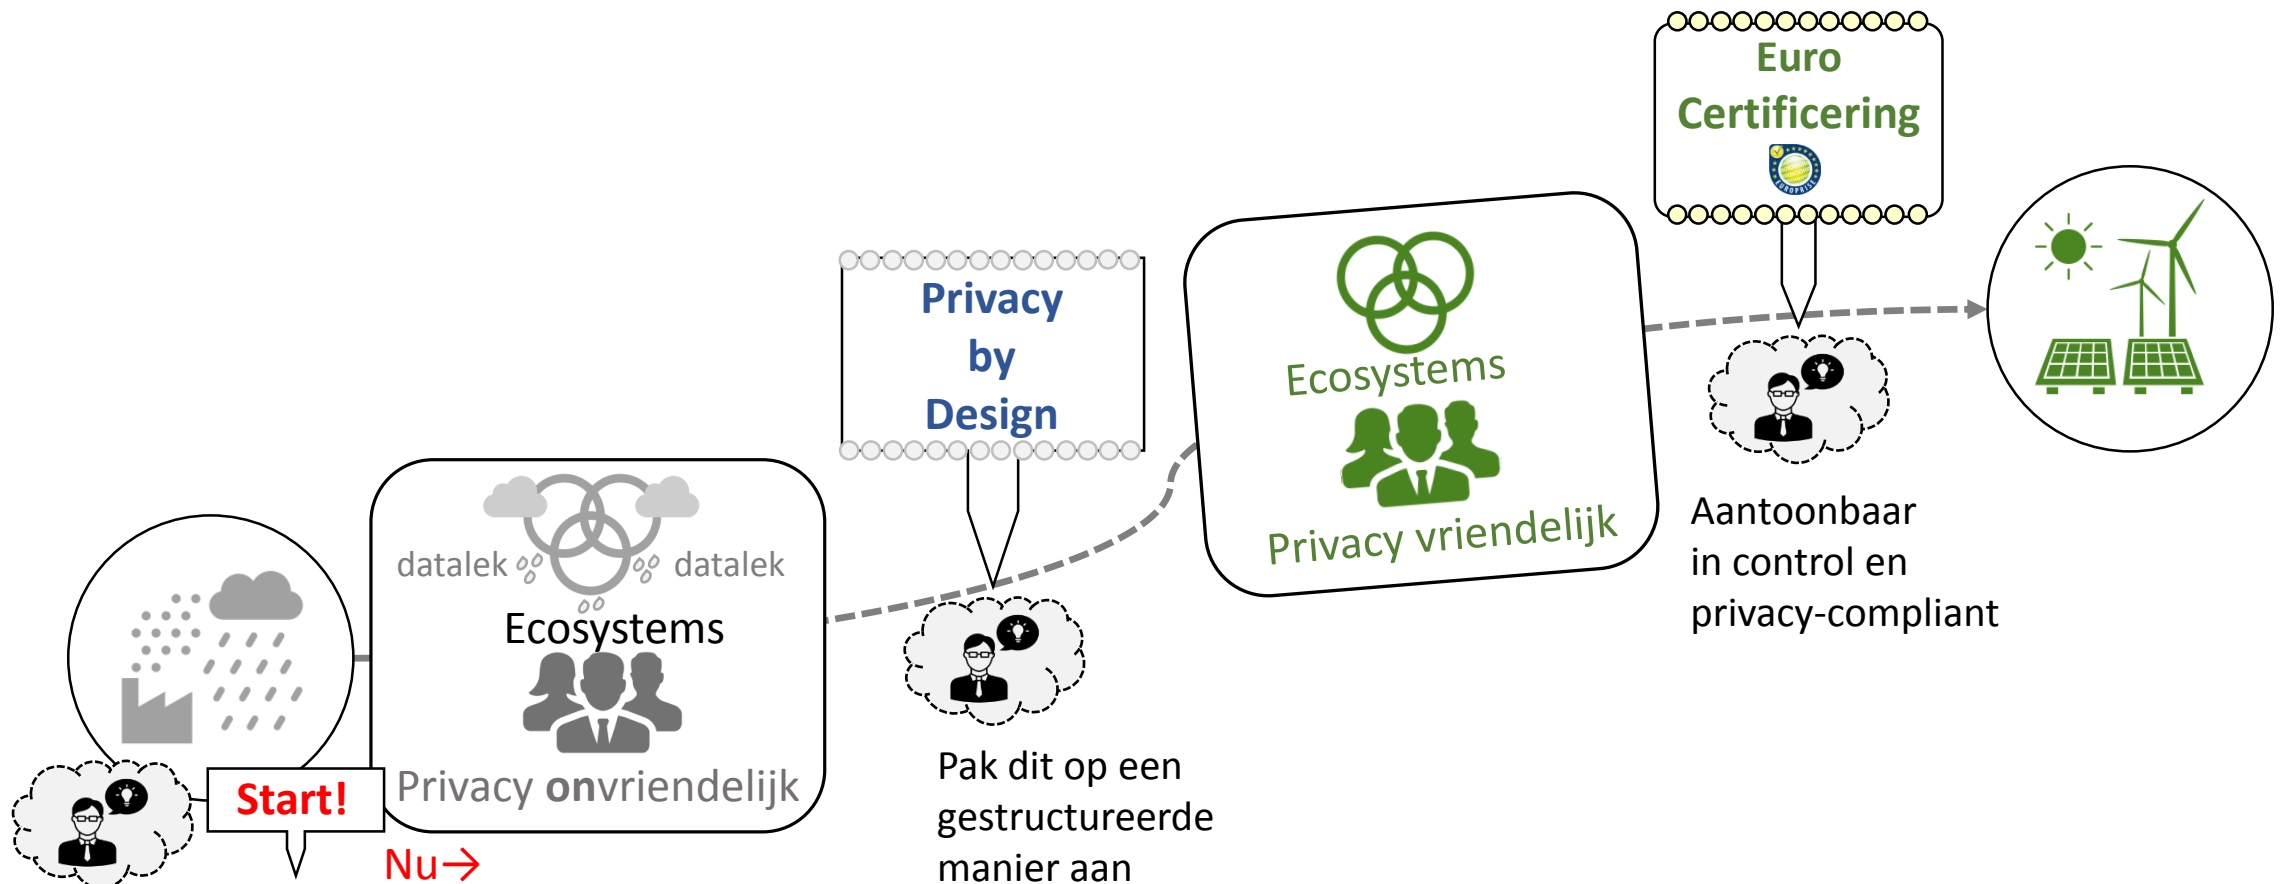 Start!
Nu→
datalek
datalek
Ecosystems
Privacy onvriendelijk
Privacy
by
Design
Pak dit op een
gestructureerde
manier aan
Ecosystems
Privacy vriendelijk
Euro
Certificering
EUROPRISE
Aantoonbaar
in control en
privacy-compliant